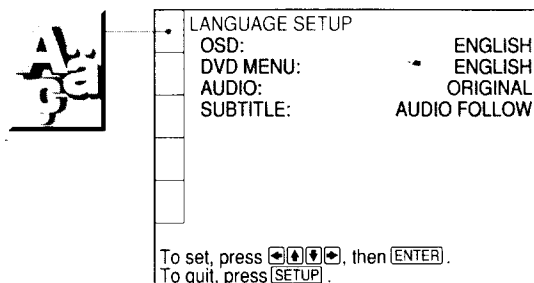 A ä ç
LANGUAGE SETUP
OSD: ENGLISH
DVD MENU: ENGLISH
AUDIO: ORIGINAL
SUBTITLE: AUDIO FOLLOW
To set, press ←↑↓→, then ENTER.
To quit, press SETUP.